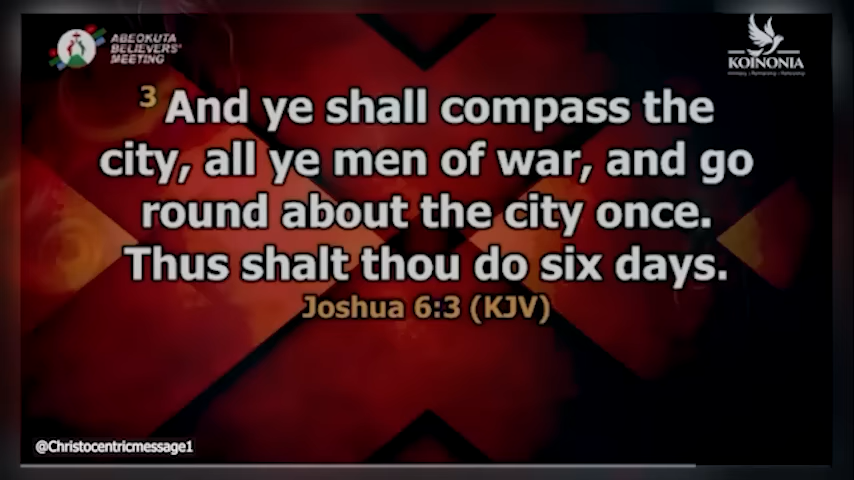 ABEOKUTA
BELIEVERS'
MEETING
KOINONIA
3 And ye shall compass the
city, all ye men of war, and go
round about the city once.
Thus shalt thou do six days.
Joshua 6:3 (KJV)
@Christocentricmessage1